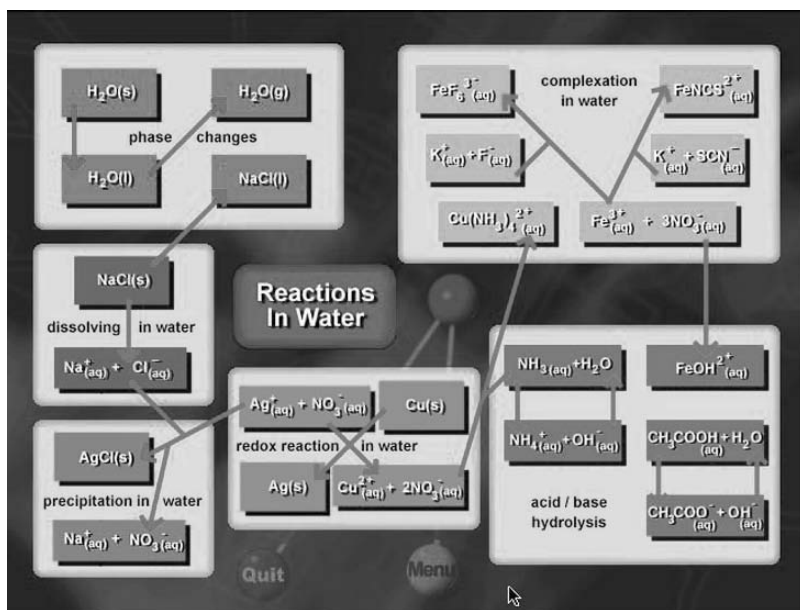 H2O(s)
H2O(g)
phase changes
H2O(l)
NaCl(l)
NaCl(s)
dissolving in water
Na+(aq) + Cl−(aq)
AgCl(s)
precipitation in water
Na+(aq) + NO3−(aq)
Reactions
In Water
Ag+(aq) + NO3−(aq)
Cu(s)
redox reaction in water
Ag(s)
Cu2+(aq) + 2NO3−(aq)
FeF6 3−(aq)
complexation
in water
FeNCS2+(aq)
K+(aq) + F−(aq)
K+(aq) + SCN−(aq)
Cu(NH3)4 2+(aq)
Fe3+(aq) + 3NO3−(aq)
NH3(aq) + H2O
FeOH2+(aq)
NH4+(aq) + OH−(aq)
CH3COOH(aq) + H2O
acid / base
hydrolysis
CH3COO−(aq) + OH−(aq)
Quit
Menu